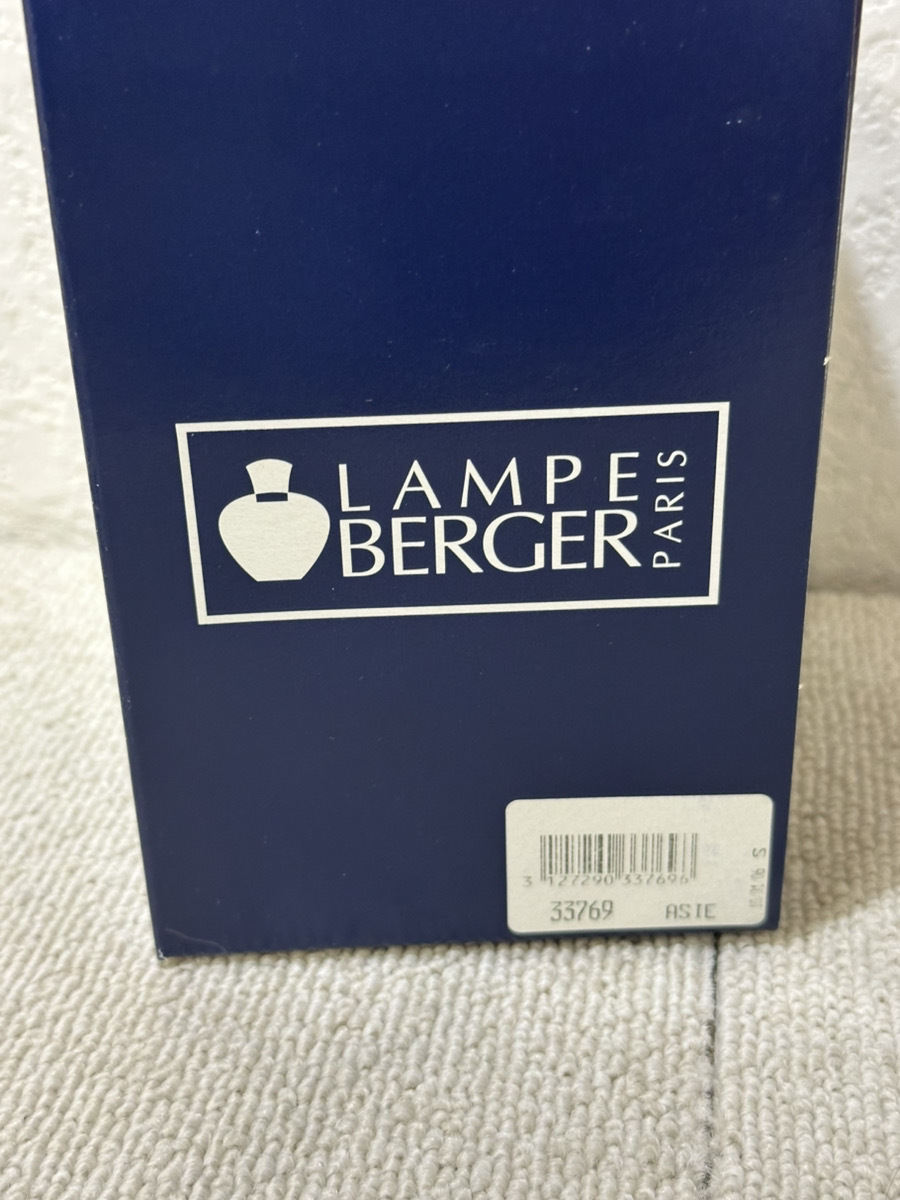 LAMPE
BERGER
PARIS
3 127290 337696
33769 ASIE